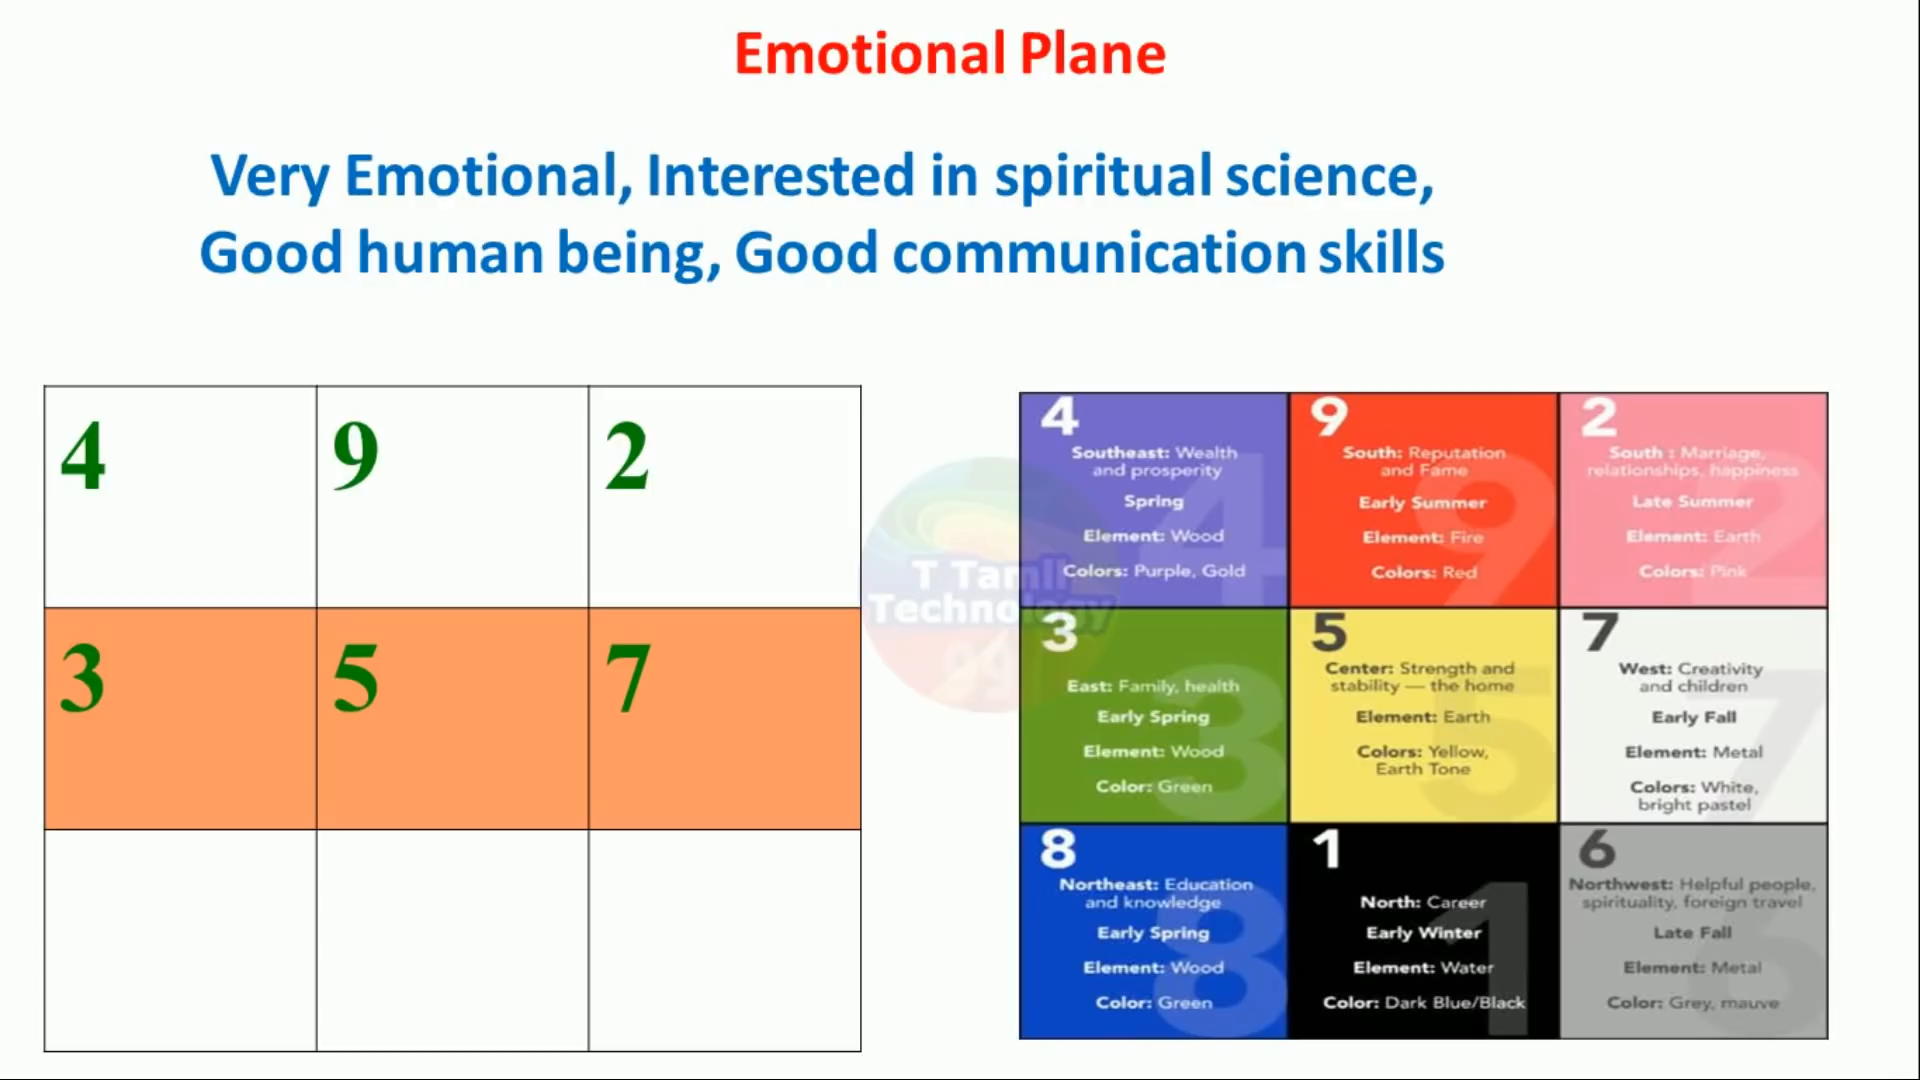 Emotional Plane
Very Emotional, Interested in spiritual science,
Good human being, Good communication skills
4 9 2
3 5 7
T Tamil
Technology
4
Southeast: Wealth
and prosperity
Spring
Element: Wood
Colors: Purple, Gold
9
South: Reputation
and Fame
Early Summer
Element: Fire
Colors: Red
2
South : Marriage,
relationships, happiness
Late Summer
Element: Earth
Colors: Pink
3
East: Family, health
Early Spring
Element: Wood
Color: Green
5
Center: Strength and
stability — the home
Element: Earth
Colors: Yellow,
Earth Tone
7
West: Creativity
and children
Early Fall
Element: Metal
Colors: White,
bright pastel
8
Northeast: Education
and knowledge
Early Spring
Element: Wood
Color: Green
1
North: Career
Early Winter
Element: Water
Color: Dark Blue/Black
6
Northwest: Helpful people,
spirituality, foreign travel
Late Fall
Element: Metal
Color: Grey, mauve